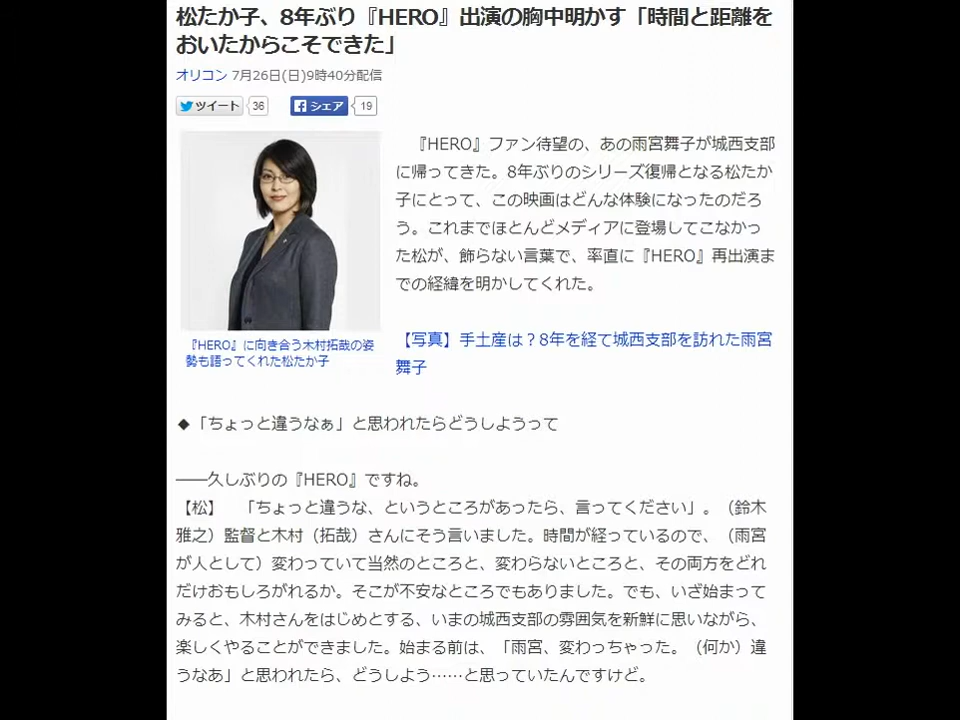 松たか子、8年ぶり『HERO』出演の胸中明かす「時間と距離を
おいたからこそできた」
オリコン 7月26日(日)9時40分配信
ツイート 36 シェア 19
『HERO』に向き合う木村拓哉の姿
勢も語ってくれた松たか子
『HERO』ファン待望の、あの雨宮舞子が城西支部
に帰ってきた。8年ぶりのシリーズ復帰となる松たか
子にとって、この映画はどんな体験になったのだろ
う。これまでほとんどメディアに登場してこなかっ
た松が、飾らない言葉で、率直に『HERO』再出演ま
での経緯を明かしてくれた。
【写真】手土産は？8年を経て城西支部を訪れた雨宮
舞子
◆「ちょっと違うなぁ」と思われたらどうしようって
――久しぶりの『HERO』ですね。
【松】 「ちょっと違うな、というところがあったら、言ってください」。（鈴木
雅之）監督と木村（拓哉）さんにそう言いました。時間が経っているので、（雨宮
が人として）変わっていて当然のところと、変わらないところと、その両方をどれ
だけおもしろがれるか。そこが不安なところでもありました。でも、いざ始まって
みると、木村さんをはじめとする、いまの城西支部の雰囲気を新鮮に思いながら、
楽しくやることができました。始まる前は、「雨宮、変わっちゃった。（何か）違
うなあ」と思われたら、どうしよう……と思っていたんですけど。